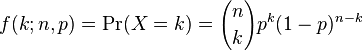 f(k; n, p) = Pr(X = k) = \binom{n}{k} p^k (1 − p)^{n−k}